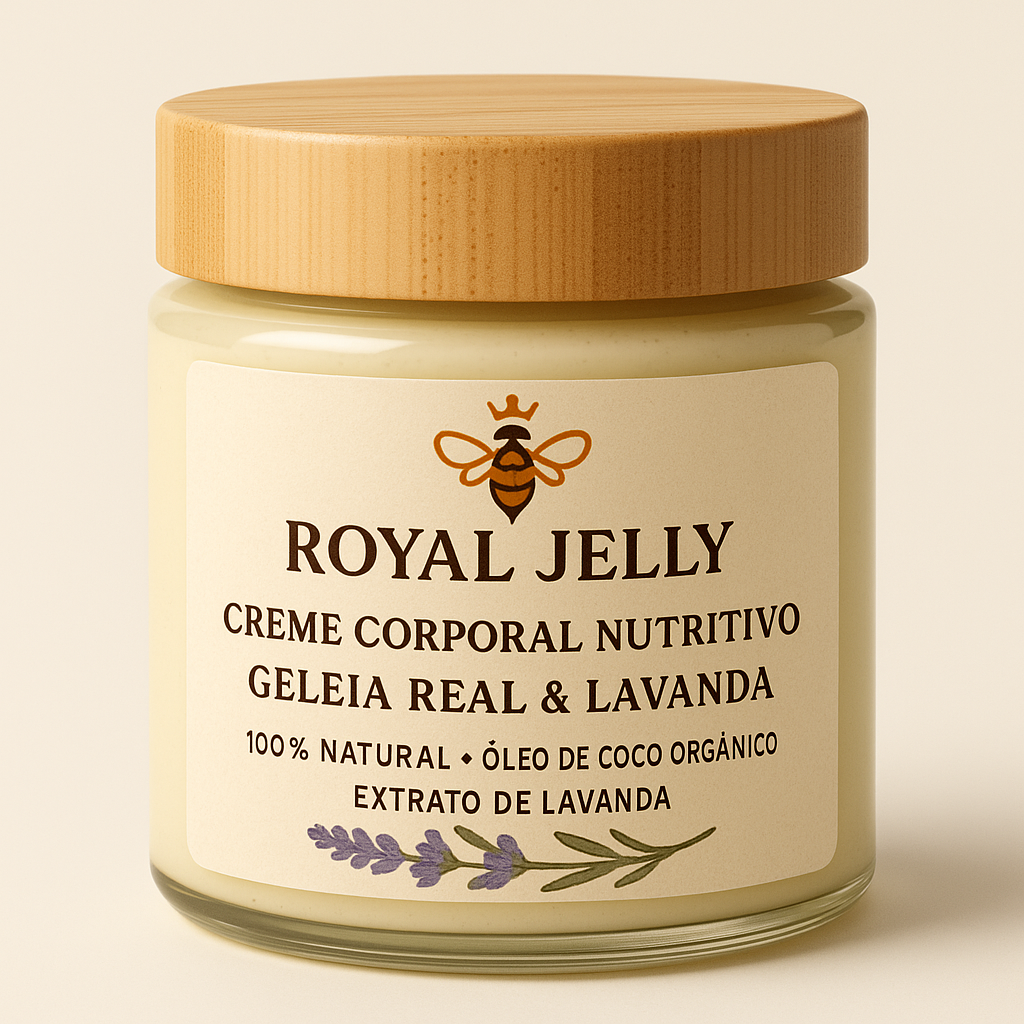 ROYAL JELLY
CREME CORPORAL NUTRITIVO
GELEIA REAL & LAVANDA
100% NATURAL • ÓLEO DE COCO ORGÂNICO
EXTRATO DE LAVANDA